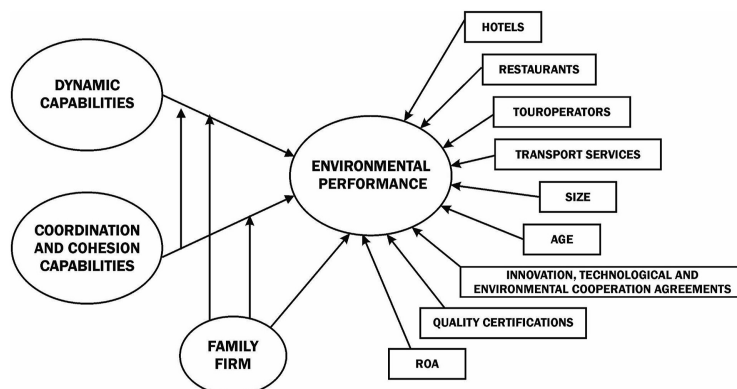 DYNAMIC
CAPABILITIES
COORDINATION
AND COHESION
CAPABILITIES
FAMILY
FIRM
ENVIRONMENTAL
PERFORMANCE
HOTELS
RESTAURANTS
TOUROPERATORS
TRANSPORT SERVICES
SIZE
AGE
INNOVATION, TECHNOLOGICAL AND
ENVIRONMENTAL COOPERATION AGREEMENTS
QUALITY CERTIFICATIONS
ROA